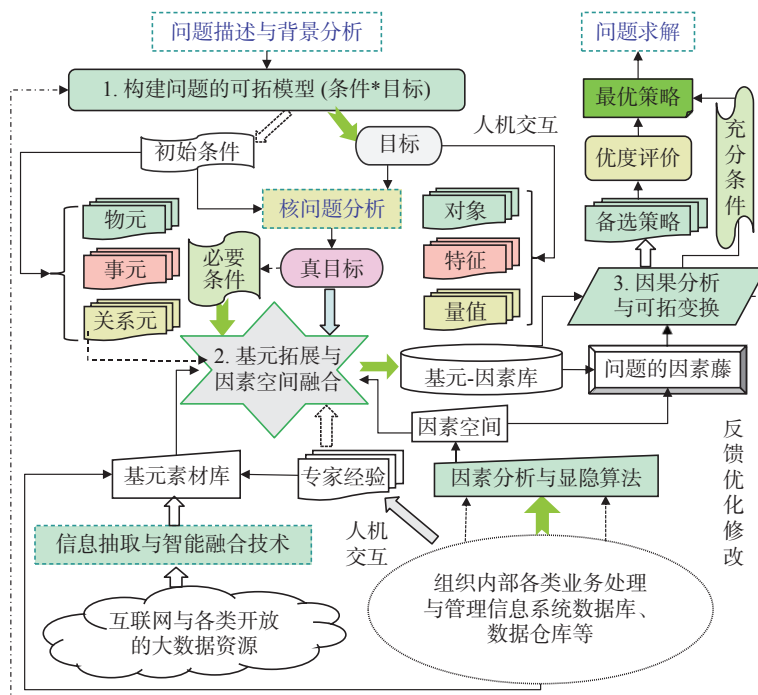 问题描述与背景分析
问题求解
1. 构建问题的可拓模型 (条件*目标)
最优策略
人机交互
充分条件
初始条件
目标
优度评价
核问题分析
物元
对象
备选策略
必要
条件
事元
真目标
特征
3. 因果分析
与可拓变换
关系元
量值
2. 基元拓展与
因素空间融合
基元-因素库
问题的因素藤
因素空间
反馈优化修改
基元素材库
专家经验
因素分析与显隐算法
人机
交互
信息抽取与智能融合技术
组织内部各类业务处理
与管理信息系统数据库、
数据仓库等
互联网与各类开放
的大数据资源